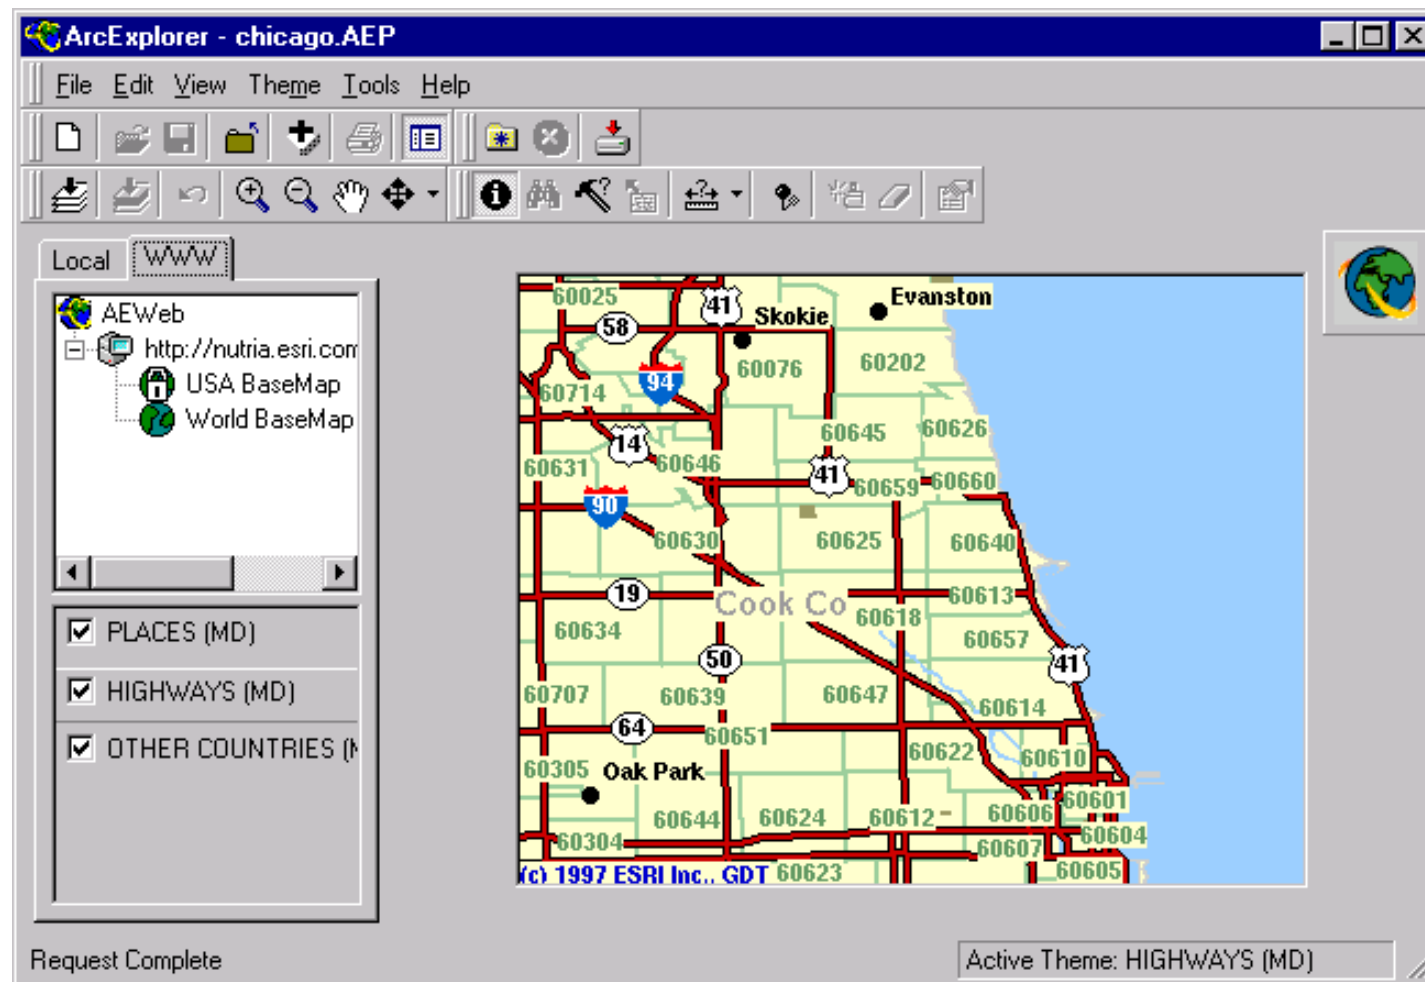 ArcExplorer - chicago.AEP
File Edit View Theme Tools Help
Local WWW
AEWeb
http://nutria.esri.com
USA BaseMap
World BaseMap
PLACES (MD)
HIGHWAYS (MD)
OTHER COUNTRIES (
60025 41 Skokie Evanston
58
60076 60202
94
60714
14 60645 60626
60631 60646 41 60659 60660
90
60630 60625 60640
19 Cook Co 60613
60634 60618 60657
50 41
60707 60639 60647 60614
64 60651
60622 60610
60305 Oak Park
60601
60644 60624 60612 60606
60304 60604
60607
(c) 1997 ESRI Inc., GDT 60623 60605
Request Complete
Active Theme: HIGHWAYS (MD)